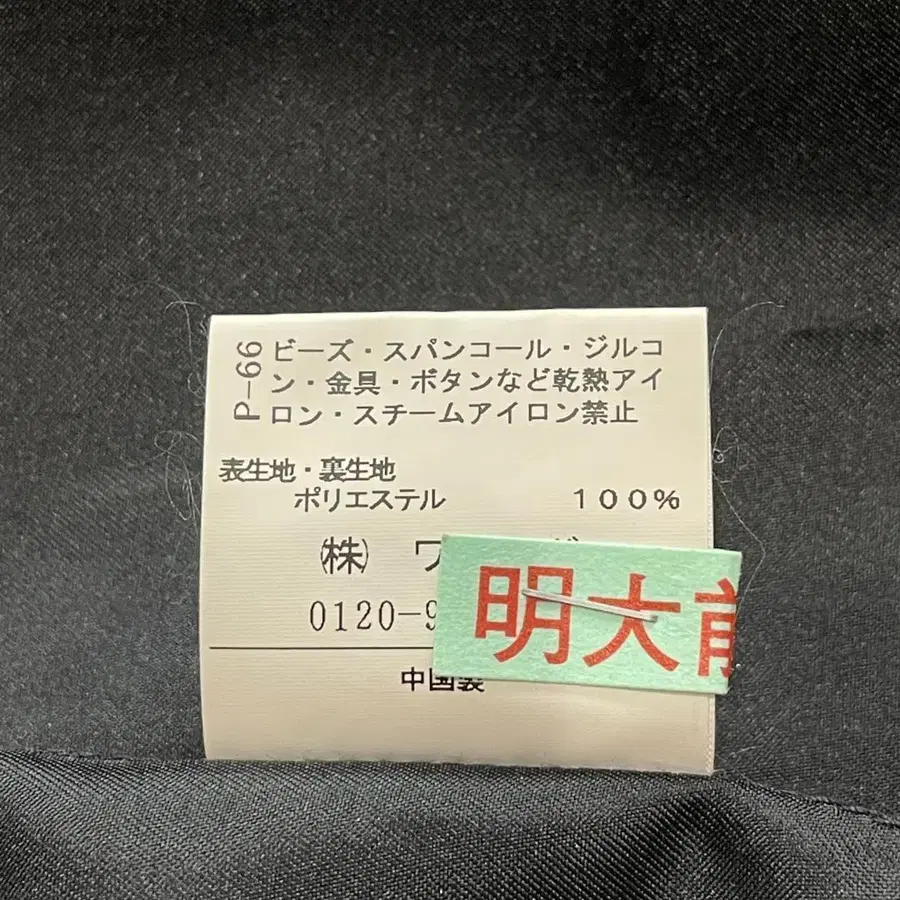 P-66
ビーズ・スパンコール・ジルコ
ン・金具・ボタンなど乾熱アイ
ロン・スチームアイロン禁止
表生地・裏生地
ポリエステル 100%
㈱ ワ
0120-9
明大前
中国製